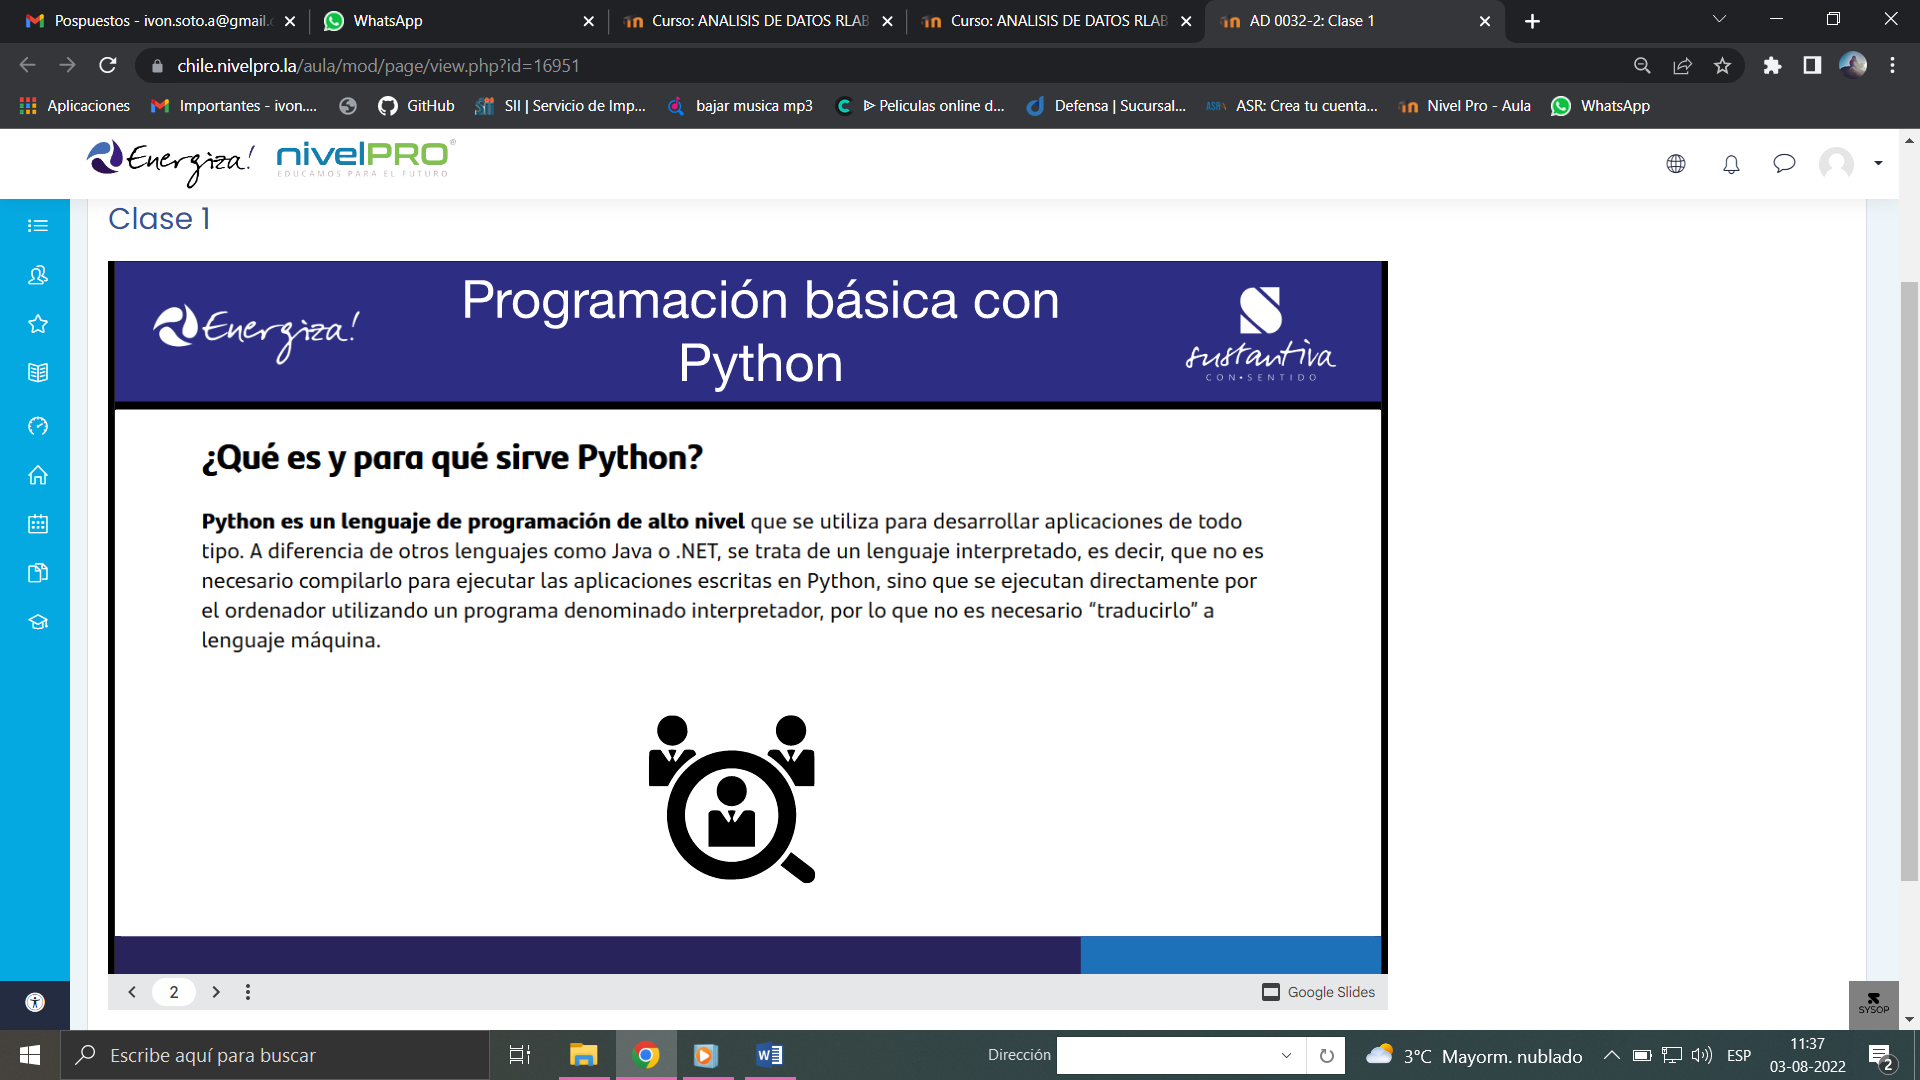 Pospuestos - ivon.soto.a@gmail.c
WhatsApp
Curso: ANALISIS DE DATOS RLAB
Curso: ANALISIS DE DATOS RLAB
AD 0032-2: Clase 1
chile.nivelpro.la/aula/mod/page/view.php?id=16951
Aplicaciones
Importantes - ivon....
GitHub
SII | Servicio de Imp...
bajar musica mp3
Peliculas online d...
Defensa | Sucursal...
ASR: Crea tu cuenta...
Nivel Pro - Aula
WhatsApp
Energiza!
nivelPRO
EDUCAMOS PARA EL FUTURO
Clase 1
Energiza!
Programación básica con
Python
sustantiva
CON•SENTIDO
¿Qué es y para qué sirve Python?
Python es un lenguaje de programación de alto nivel que se utiliza para desarrollar aplicaciones de todo
tipo. A diferencia de otros lenguajes como Java o .NET, se trata de un lenguaje interpretado, es decir, que no es
necesario compilarlo para ejecutar las aplicaciones escritas en Python, sino que se ejecutan directamente por
el ordenador utilizando un programa denominado interpretador, por lo que no es necesario “traducirlo” a
lenguaje máquina.
2
Google Slides
SYSOP
Escribe aquí para buscar
Dirección
3°C Mayorm. nublado
ESP
11:37
03-08-2022
2